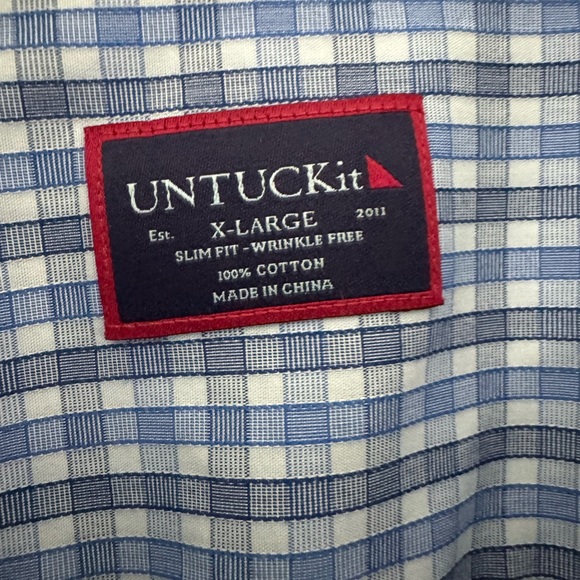 UNTUCKit
Est. X-LARGE 2011
SLIM FIT - WRINKLE FREE
100% COTTON
MADE IN CHINA